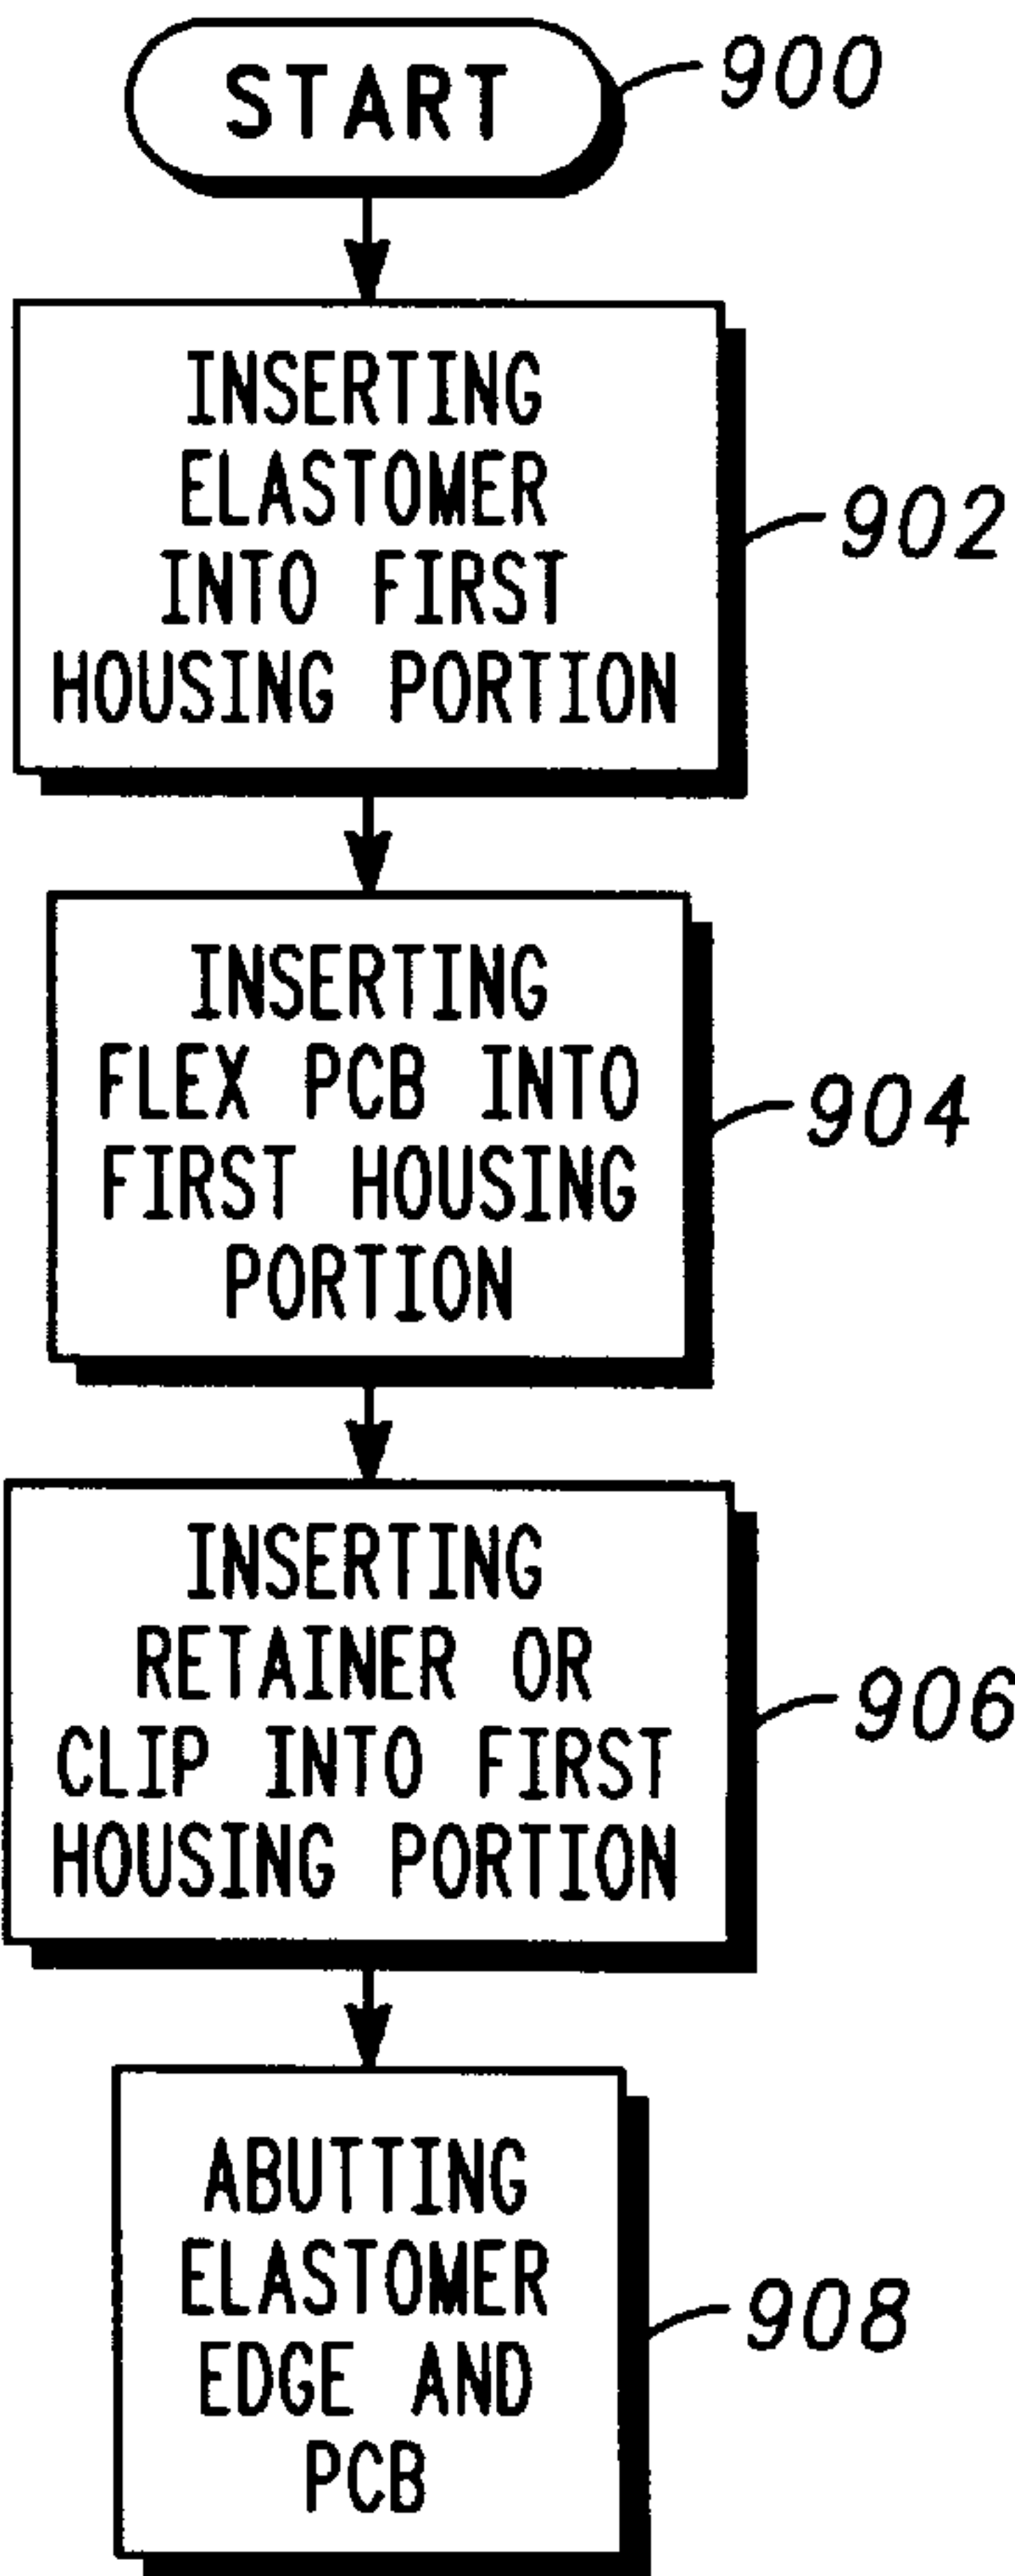 START
900
INSERTING
ELASTOMER
INTO FIRST
HOUSING PORTION
902
INSERTING
FLEX PCB INTO
FIRST HOUSING
PORTION
904
INSERTING
RETAINER OR
CLIP INTO FIRST
HOUSING PORTION
906
ABUTTING
ELASTOMER
EDGE AND
PCB
908